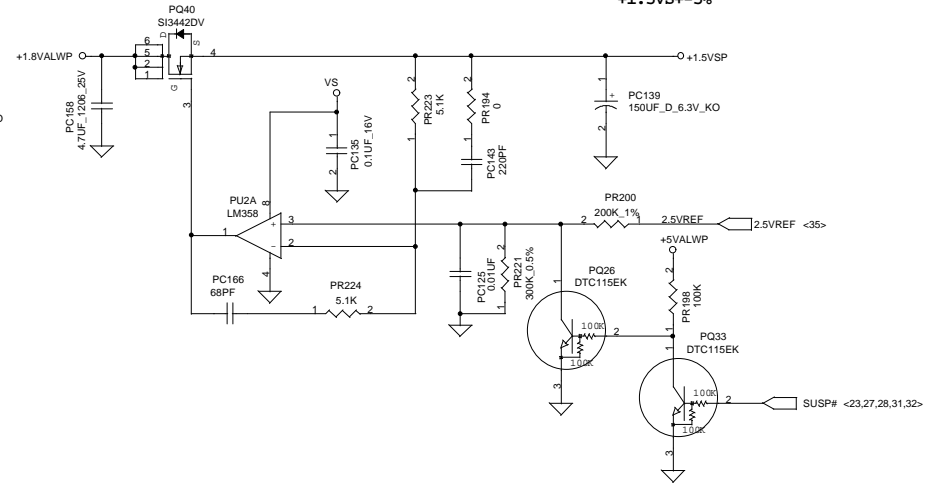 PQ40
SI3442DV
D
S
G
+1.8VALWP
6
5
2
1
4
3
+1.5VSP
PC158
4.7UF_1206_25V
VS
PC135
0.1UF_16V
1
2
PR223
5.1K
2
1
PR194
0
2
1
PC143
220PF
1
+
2
PC139
150UF_D_6.3V_KO
PU2A
LM358
8
3
+
1
2
-
4
PC166
68PF
PR224
5.1K
1
2
PC125
0.01UF
PR221
300K_0.5%
2
1
PR200
200K_1%
2
1
2.5VREF
2.5VREF <35>
+5VALWP
PR198
100K
2
1
PQ26
DTC115EK
1
100K
2
100K
3
PQ33
DTC115EK
1
100K
2
100K
3
SUSP# <23,27,28,31,32>